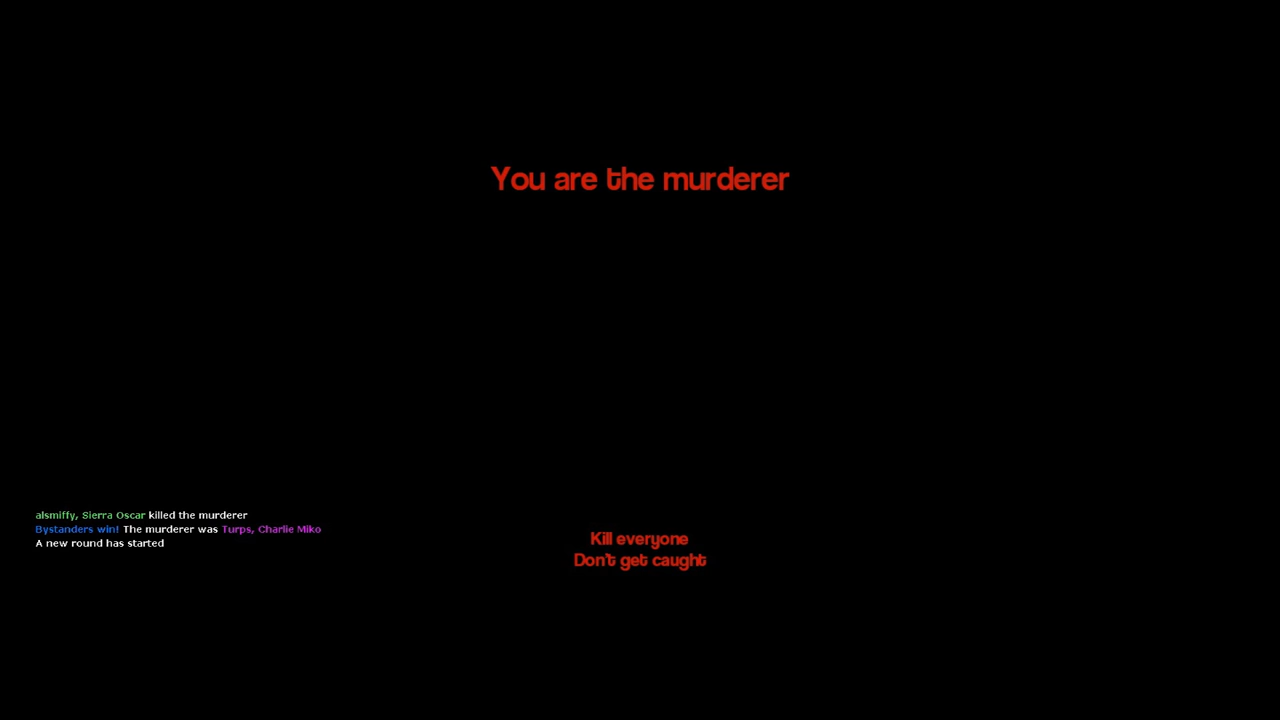 You are the murderer
alsmiffy, Sierra Oscar killed the murderer
Bystanders win! The murderer was Turps, Charlie Miko
A new round has started
Kill everyone
Don't get caught